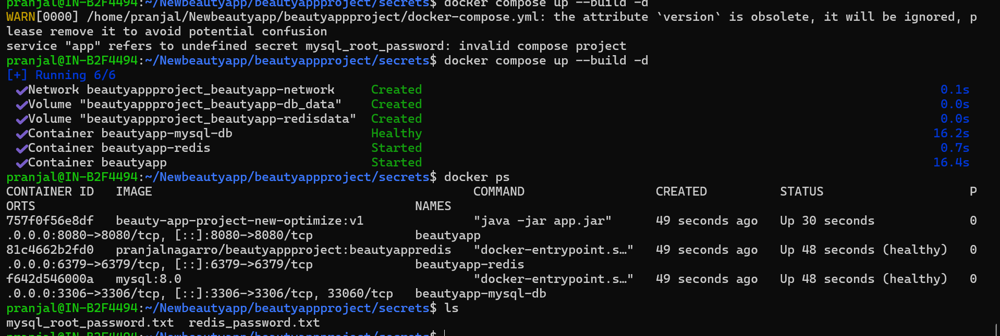 pranjal@IN-B2F4494:~/Newbeautyapp/beautyappproject/secrets$ docker compose up --build -d
WARN[0000] /home/pranjal/Newbeautyapp/beautyappproject/docker-compose.yml: the attribute `version` is obsolete, it will be ignored, p
lease remove it to avoid potential confusion
service "app" refers to undefined secret mysql_root_password: invalid compose project
pranjal@IN-B2F4494:~/Newbeautyapp/beautyappproject/secrets$ docker compose up --build -d
[+] Running 6/6
✔Network beautyappproject_beautyapp-network Created 0.1s
✔Volume "beautyappproject_beautyapp-db_data" Created 0.0s
✔Volume "beautyappproject_beautyapp-redisdata" Created 0.0s
✔Container beautyapp-mysql-db Healthy 16.2s
✔Container beautyapp-redis Started 0.7s
✔Container beautyapp Started 16.4s
pranjal@IN-B2F4494:~/Newbeautyapp/beautyappproject/secrets$ docker ps
CONTAINER ID IMAGE COMMAND CREATED STATUS P
ORTS NAMES
757f0f56e8df beauty-app-project-new-optimize:v1 "java -jar app.jar" 49 seconds ago Up 30 seconds 0
.0.0.0:8080->8080/tcp, [::]:8080->8080/tcp beautyapp
81c4662b2fd0 pranjalnagarro/beautyappproject:beautyappredis "docker-entrypoint.s…" 49 seconds ago Up 48 seconds (healthy) 0
.0.0.0:6379->6379/tcp, [::]:6379->6379/tcp beautyapp-redis
f642d546000a mysql:8.0 "docker-entrypoint.s…" 49 seconds ago Up 48 seconds (healthy) 0
.0.0.0:3306->3306/tcp, [::]:3306->3306/tcp, 33060/tcp beautyapp-mysql-db
pranjal@IN-B2F4494:~/Newbeautyapp/beautyappproject/secrets$ ls
mysql_root_password.txt redis_password.txt
pranjal@IN-B2F4494:~/Newbeautyapp/beautyappproject/secrets$